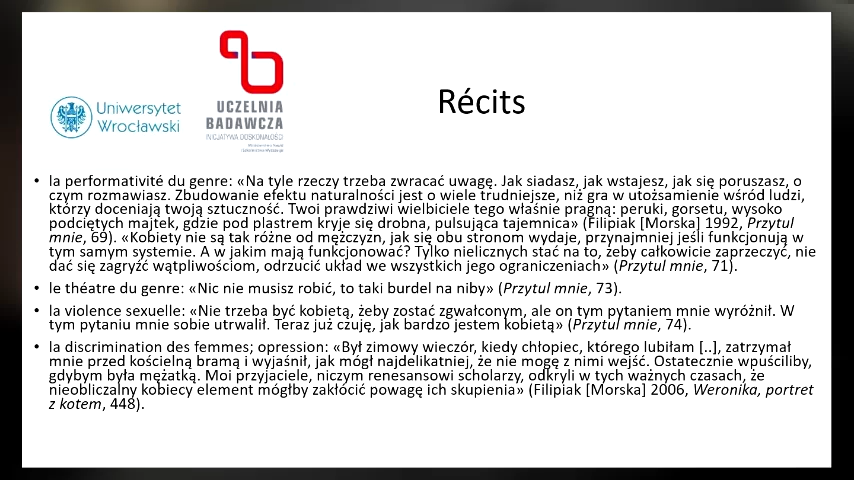 Uniwersytet
Wrocławski
UCZELNIA
BADAWCZA
INICJATYWA DOSKONAŁOŚCI
Récits
• la performativité du genre: «Na tyle rzeczy trzeba zwracać uwagę. Jak siadasz, jak wstajesz, jak się poruszasz, o
czym rozmawiasz. Zbudowanie efektu naturalności jest o wiele trudniejsze, niż gra w utożsamienie wśród ludzi,
którzy doceniają twoją sztuczność. Twoi prawdziwi wielbiciele tego właśnie pragną: peruki, gorsetu, wysoko
podciętych majtek, gdzie pod plastrem kryje się drobna, pulsująca tajemnica» (Filipiak [Morska] 1992, Przytul
mnie, 69). «Kobiety nie są tak różne od mężczyzn, jak się obu stronom wydaje, przynajmniej jeśli funkcjonują w
tym samym systemie. A w jakim mają funkcjonować? Tylko nielicznych stać na to, żeby całkowicie zaprzeczyć, nie
dać się zagryźć wątpliwościom, odrzucić układ we wszystkich jego ograniczeniach» (Przytul mnie, 71).
• le théatre du genre: «Nic nie musisz robić, to taki burdel na niby» (Przytul mnie, 73).
• la violence sexuelle: «Nie trzeba być kobietą, żeby zostać zgwałconym, ale on tym pytaniem mnie wyróżnił. W
tym pytaniu mnie sobie utrwalił. Teraz już czuję, jak bardzo jestem kobietą» (Przytul mnie, 74).
• la discrimination des femmes; opression: «Był zimowy wieczór, kiedy chłopiec, którego lubiłam [..], zatrzymał
mnie przed kościelną bramą i wyjaśnił, jak mógł najdelikatniej, że nie mogę z nimi wejść. Ostatecznie wpuściliby,
gdybym była mężatką. Moi przyjaciele, niczym renesansowi scholarzy, odkryli w tych ważnych czasach, że
nieobliczalny kobiecy element mógłby zakłócić powagę ich skupienia» (Filipiak [Morska] 2006, Weronika, portret
z kotem, 448).